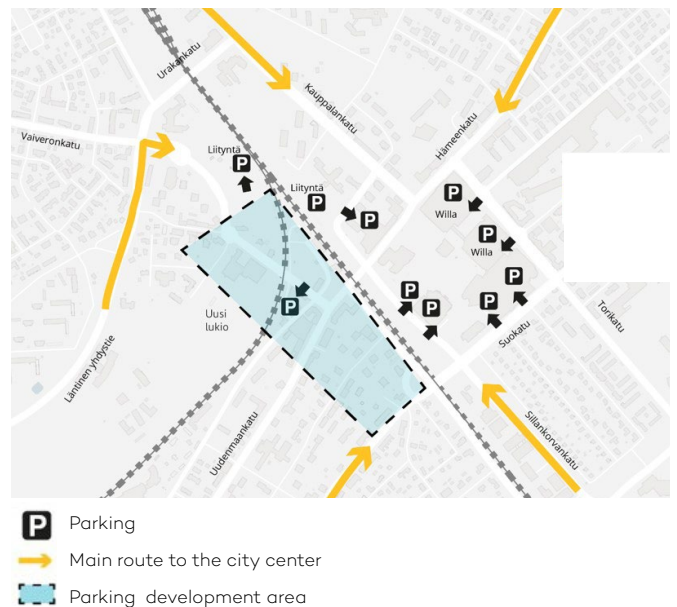 Urakankatu
Kauppalankatu
Hämeenkatu
Vaiveronkatu
Liityntä
P
Liityntä
P
P
P
Willa
P
Willa
P
P
P
P
P
Uusi
lukio
Torikatu
Suokatu
Läntinen yhdystie
Uudenmaankatu
Sillankorvankatu
P Parking
Main route to the city center
Parking development area